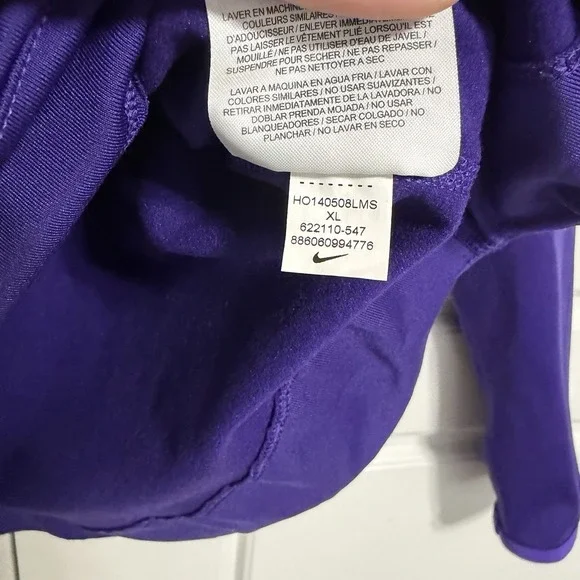 LAVER EN MACHINE
COULEURS SIMILAIRES /
D'ADOUCISSEUR / ENLEVER IMMÉDIATEMENT
PAS LAISSER LE VÊTEMENT PLIÉ LORSQU'IL EST
MOUILLÉ / NE PAS UTILISER D'EAU DE JAVEL /
SUSPENDRE POUR SÉCHER / NE PAS REPASSER /
NE PAS NETTOYER A SEC
LAVAR A MAQUINA EN AGUA FRIA / LAVAR CON
COLORES SIMILARES / NO USAR SUAVIZANTES /
RETIRAR INMEDIATAMENTE DE LA LAVADORA / NO
DOBLAR PRENDA MOJADA / NO USAR
BLANQUEADORES / SECAR COLGADO / NO
PLANCHAR / NO LAVAR EN SECO
HO140508LMS
XL
622110-547
886060994776